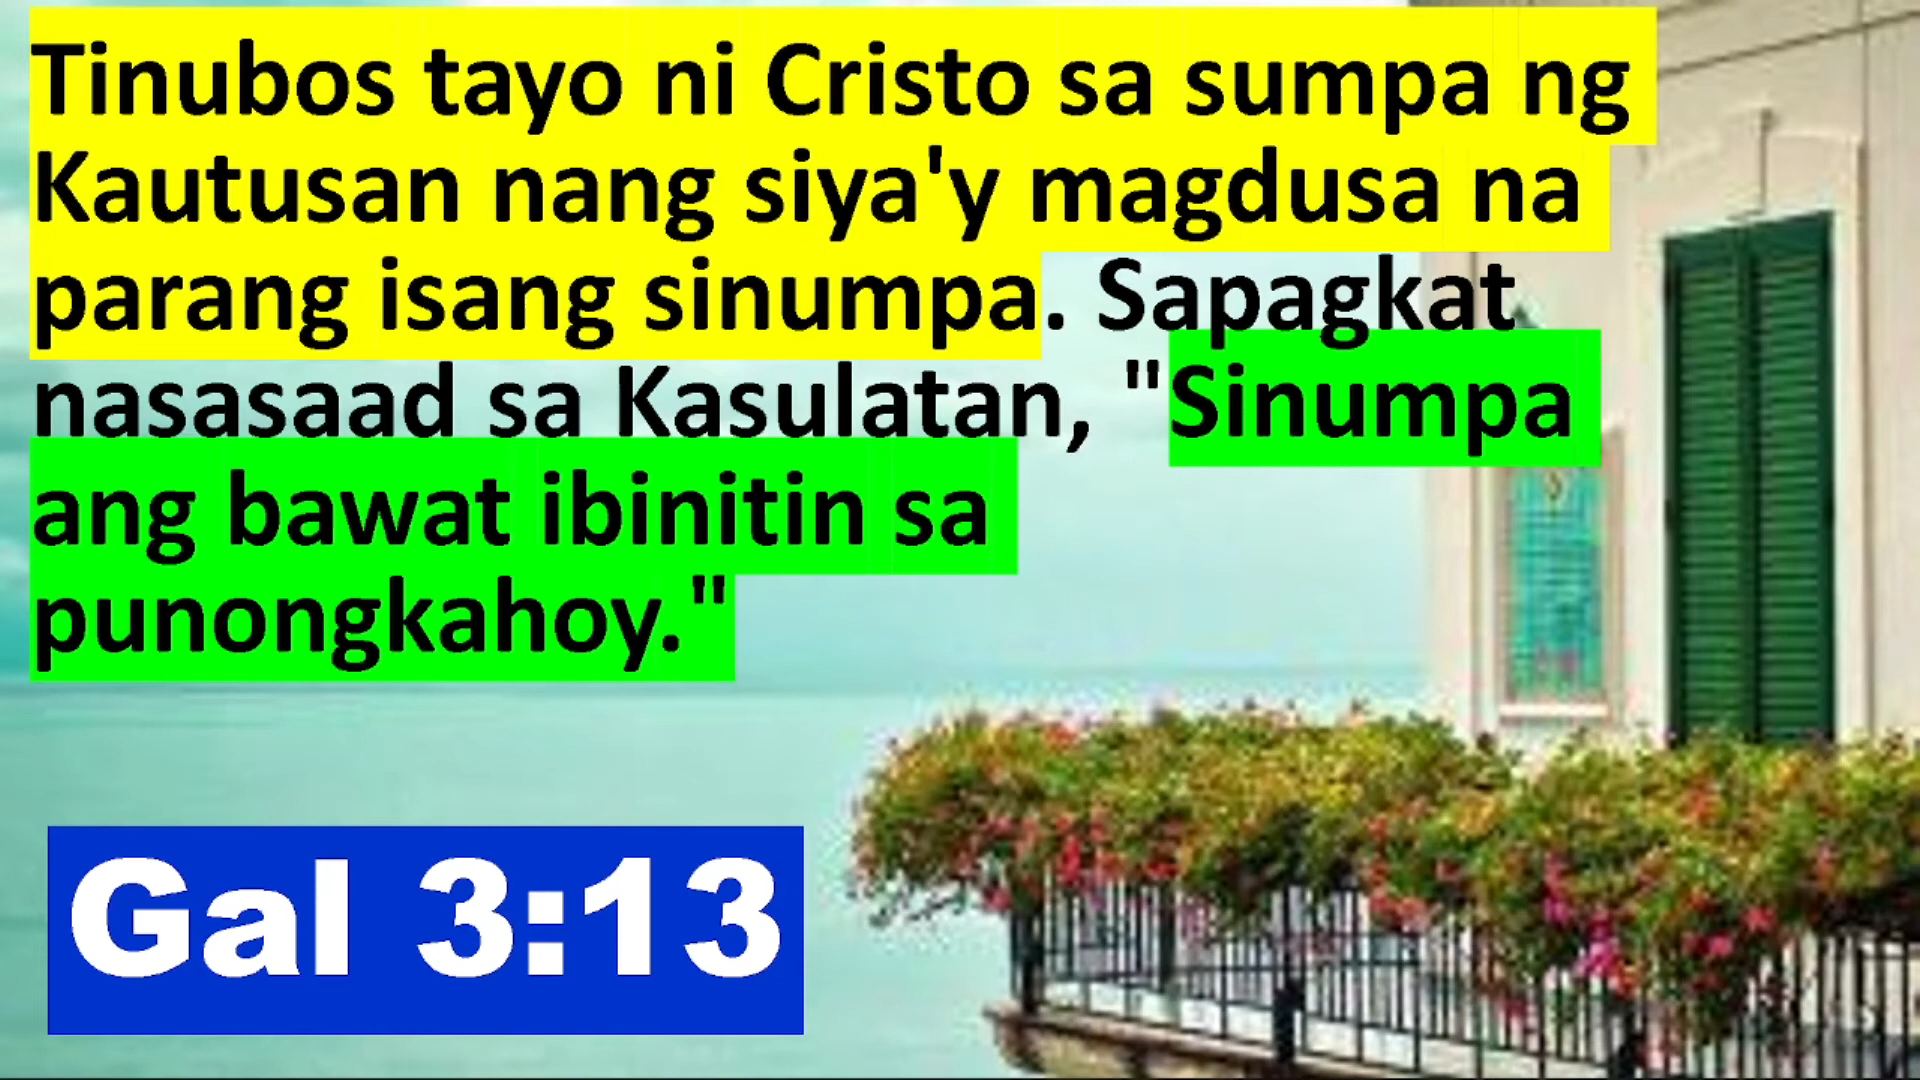 Tinubos tayo ni Cristo sa sumpa ng
Kautusan nang siya'y magdusa na
parang isang sinumpa. Sapagkat
nasasaad sa Kasulatan, "Sinumpa
ang bawat ibinitin sa
punongkahoy."
Gal 3:13